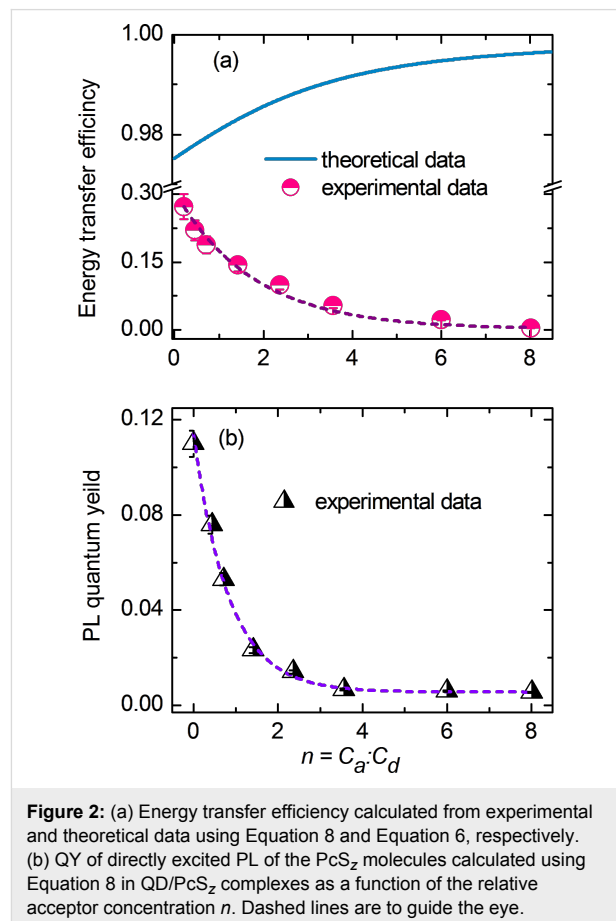 (a)
1.00
0.98
0.30
0.15
0.00
Energy transfer efficincy
theoretical data
experimental data
0 2 4 6 8
(b)
0.12
0.08
0.04
0.00
PL quantum yeild
experimental data
0 2 4 6 8
n = Ca:Cd
Figure 2: (a) Energy transfer efficiency calculated from experimental
and theoretical data using Equation 8 and Equation 6, respectively.
(b) QY of directly excited PL of the PcSz molecules calculated using
Equation 8 in QD/PcSz complexes as a function of the relative
acceptor concentration n. Dashed lines are to guide the eye.